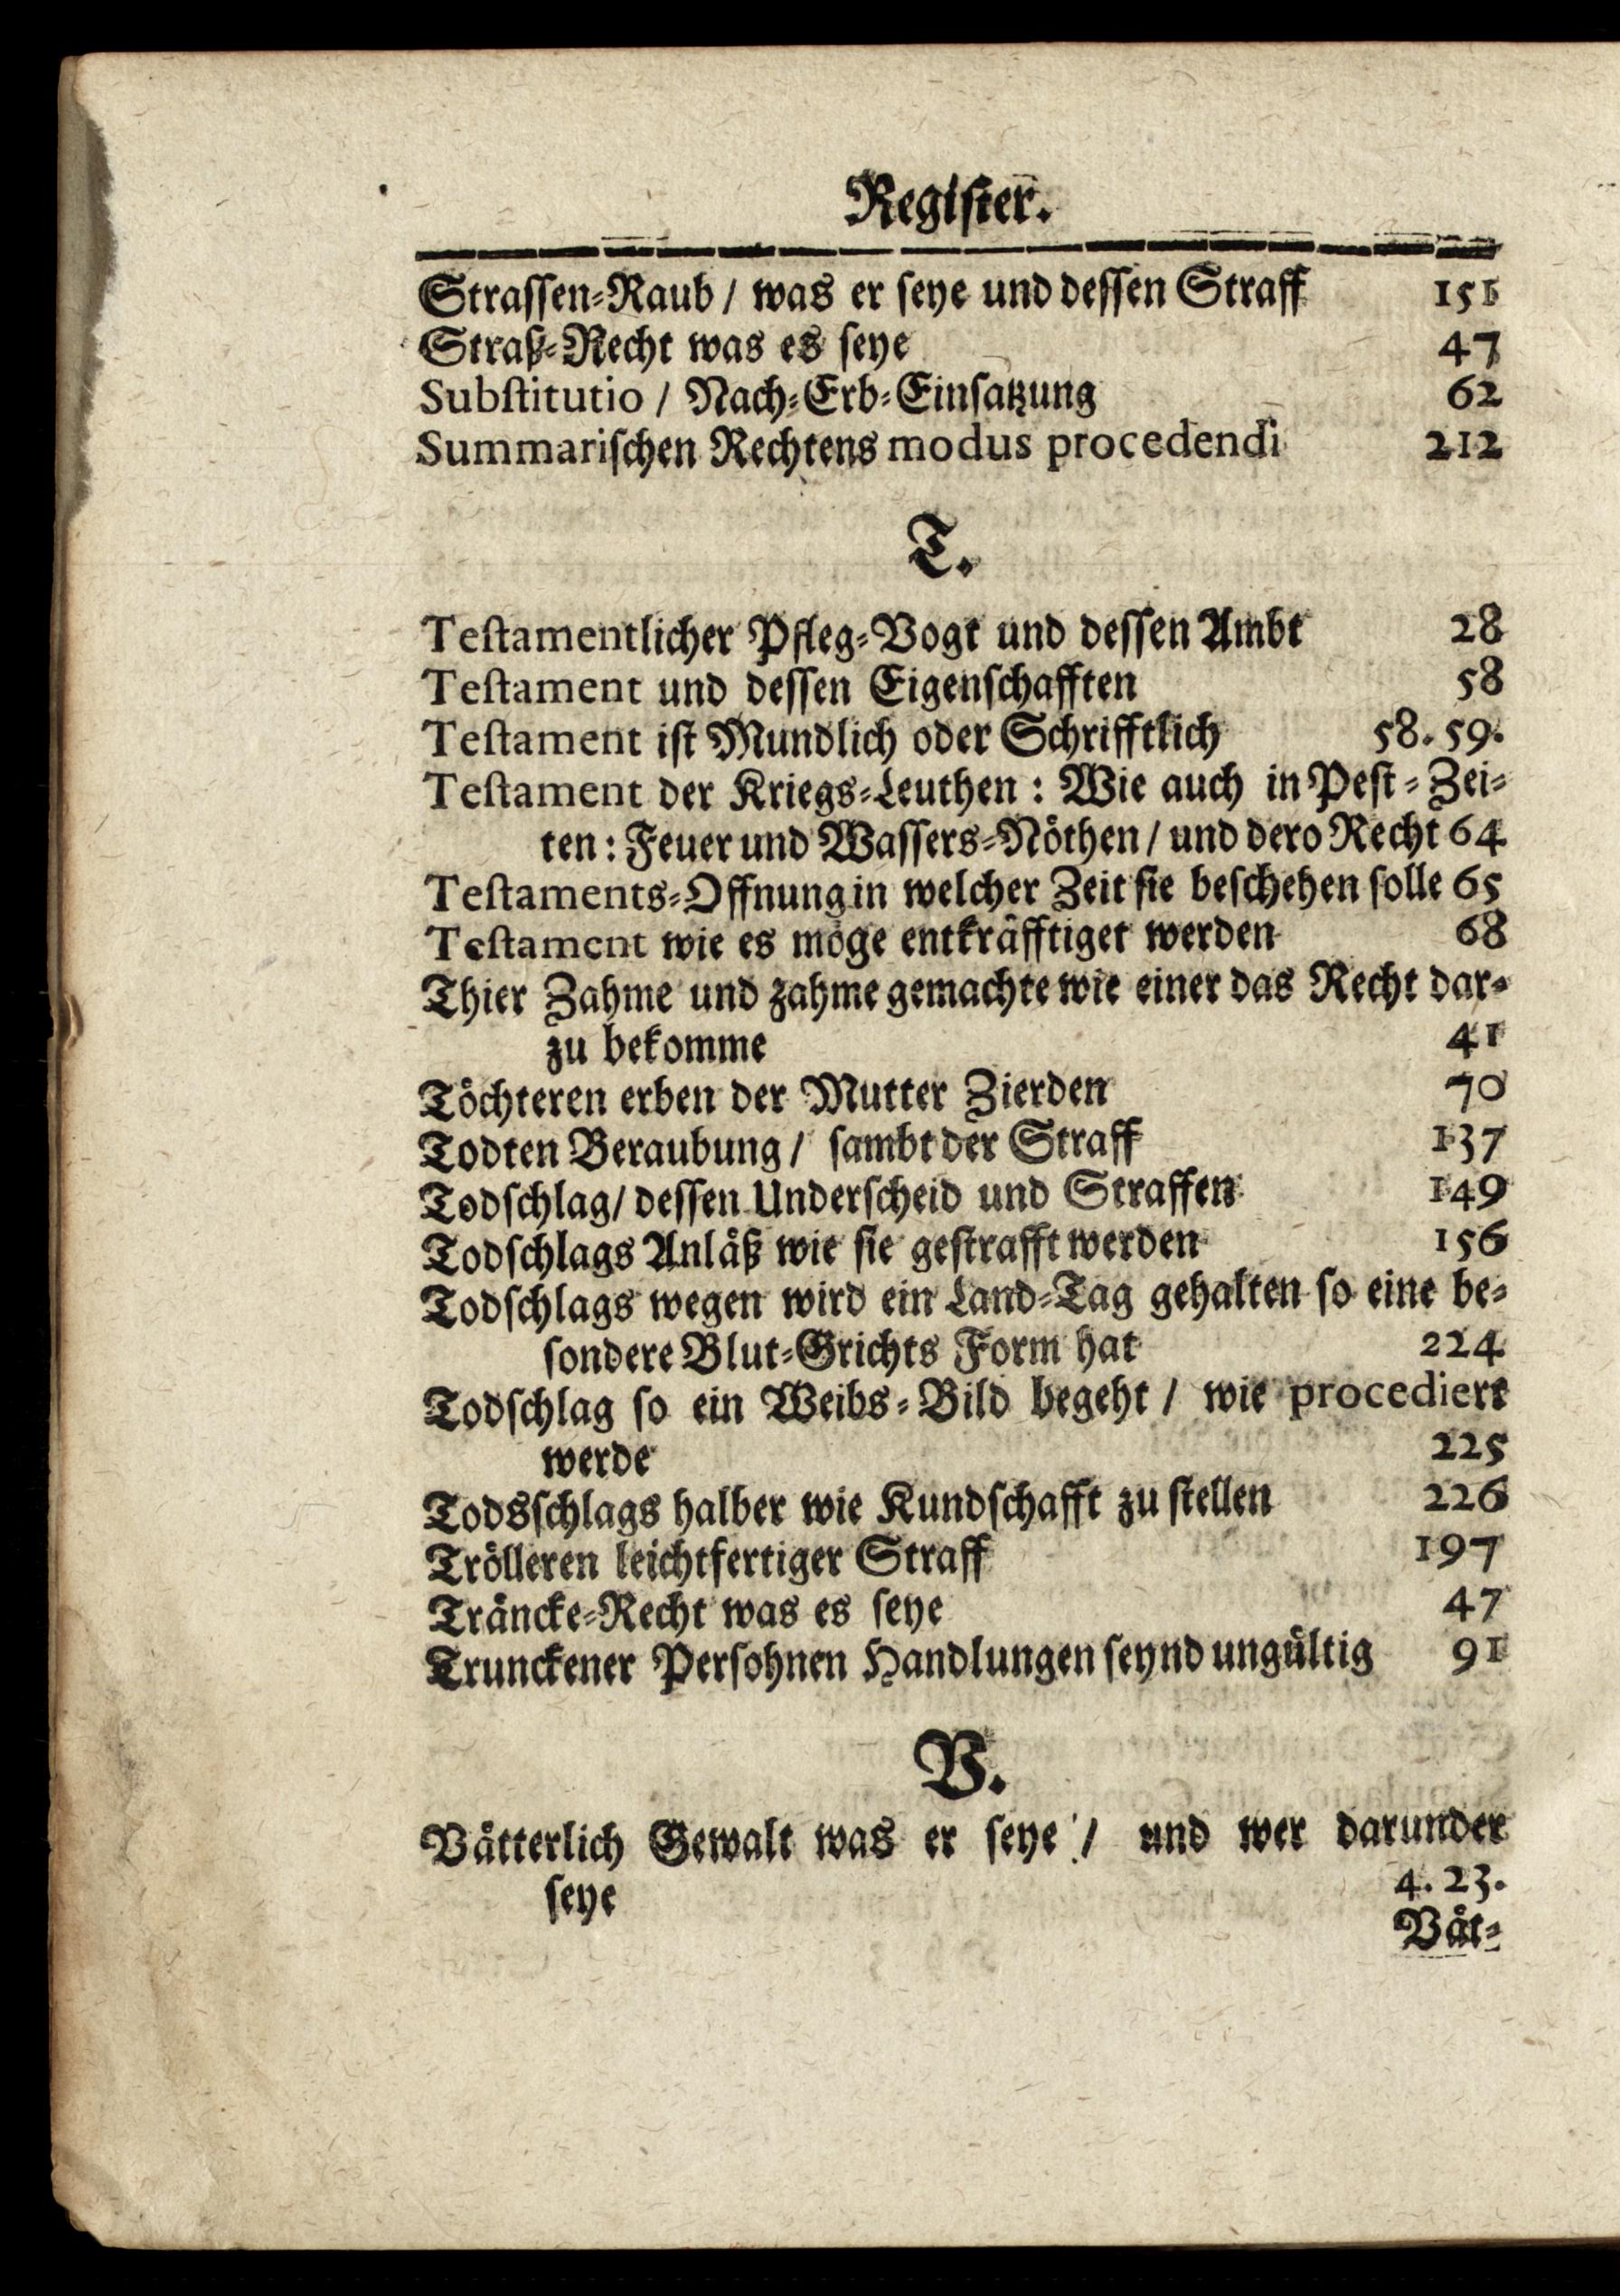 Register.
Strassen-Raub / was er seye und dessen Straff 151
Straß-Recht was es seye 47
Substitutio / Nach-Erb-Einsatzung 62
Summarischen Rechtens modus procedendi 212
T.
Testamentlicher Pfleg-Vogt und dessen Ambt 28
Testament und dessen Eigenschafften 58
Testament ist Mundlich oder Schrifftlich 58. 59.
Testament der Kriegs-Leuthen : Wie auch in Pest-Zei-
ten : Feuer und Wassers-Nöthen / und dero Recht 64
Testaments-Offnung in welcher Zeit sie beschehen solle 65
Testament wie es möge entkräfftiget werden 68
Thier Zahme und zahme gemachte wie einer das Recht dar-
zu bekomme 41
Töchteren erben der Mutter Zierden 70
Todten Beraubung / sambt der Straff 137
Todschlag / dessen Underscheid und Straffen 149
Todschlags Anläß wie sie gestrafft werden 156
Todschlags wegen wird ein Land-Tag gehalten so eine be-
sondere Blut-Grichts Form hat 224
Todschlag so ein Weibs-Bild begeht / wie procediert
werde 225
Todsschlags halber wie Kundschafft zu stellen 226
Trölleren leichtfertiger Straff 197
Träncke-Recht was es seye 47
Trunckener Persohnen Handlungen seynd ungültig 91
V.
Vätterlich Gewalt was er seye / und wer darunder
seye 4. 23.
Vät-